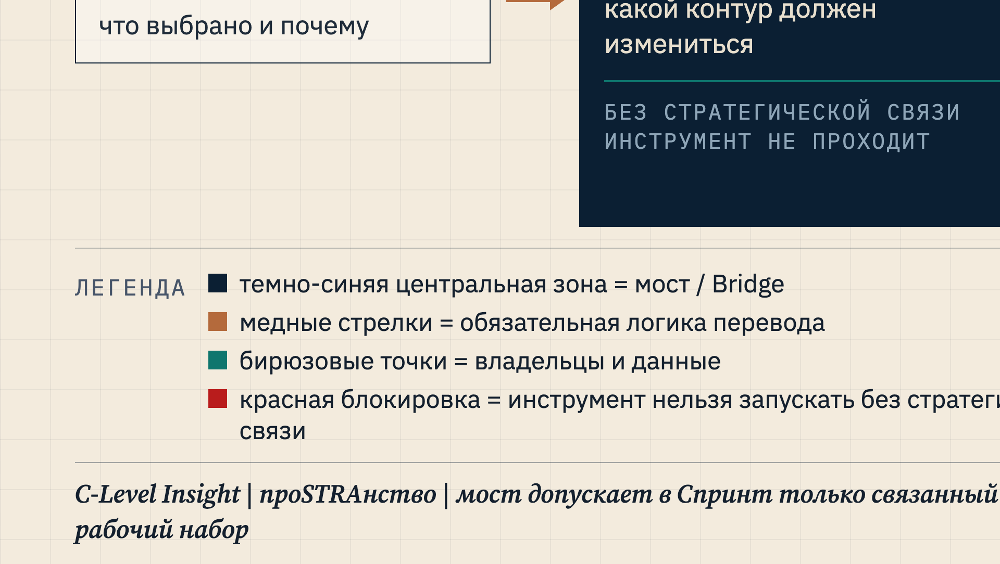 что выбрано и почему
какой контур должен
измениться
БЕЗ СТРАТЕГИЧЕСКОЙ СВЯЗИ
ИНСТРУМЕНТ НЕ ПРОХОДИТ
ЛЕГЕНДА
темно-синяя центральная зона = мост / Bridge
медные стрелки = обязательная логика перевода
бирюзовые точки = владельцы и данные
красная блокировка = инструмент нельзя запускать без
связи
C-Level Insight | проSTRAнство | мост допускает в Спринт только связанный
рабочий набор